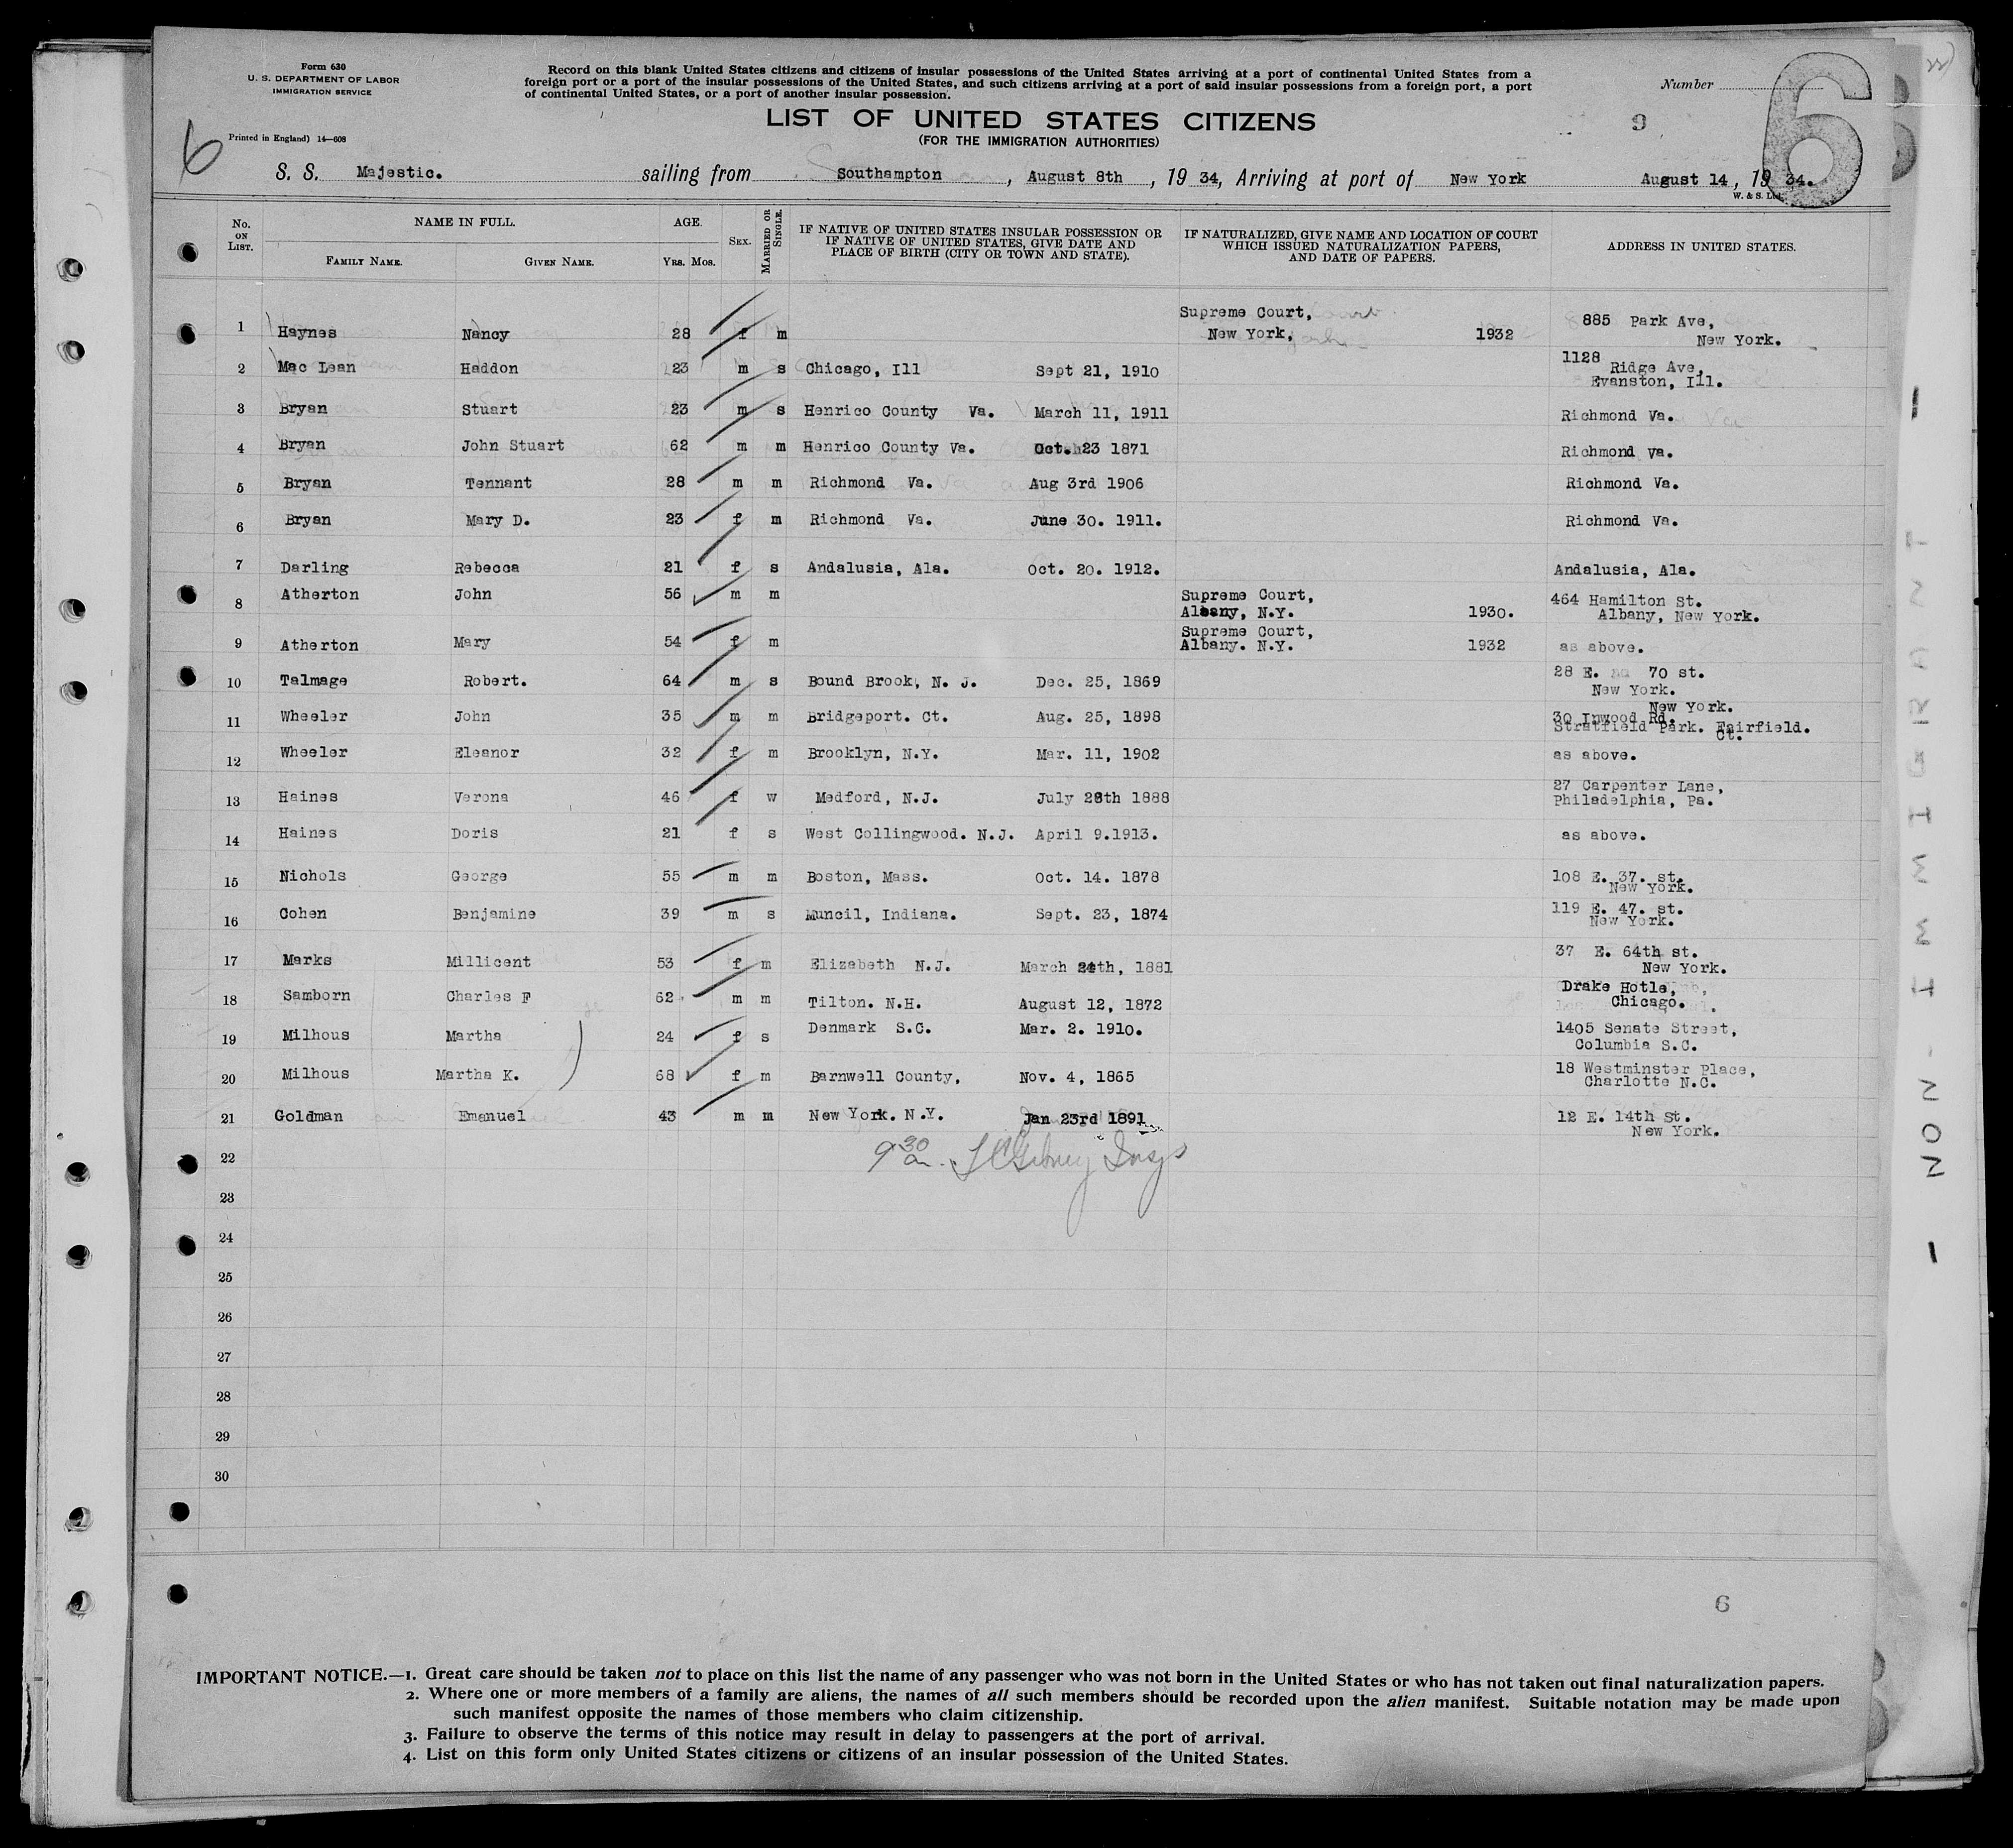 Form 630
U. S. DEPARTMENT OF LABOR
IMMIGRATION SERVICE
Printed in England) 14—608
Record on this blank United States citizens and citizens of insular possessions of the United States arriving at a port of continental United States from a
foreign port or a port of the insular possessions of the United States, and such citizens arriving at a port of said insular possessions from a foreign port, a port
of continental United States, or a port of another insular possession.
Number
6
LIST OF UNITED STATES CITIZENS
9
(FOR THE IMMIGRATION AUTHORITIES)
6
S. S. Majestic. sailing from Southampton, August 8th, 19 34, Arriving at port of New York August 14, 19 34.
W. & S. Ltd.
No. ON LIST. NAME IN FULL. FAMILY NAME. GIVEN NAME. AGE. YRS. MOS. SEX. MARRIED OR SINGLE. IF NATIVE OF UNITED STATES INSULAR POSSESSION OR IF NATIVE OF UNITED STATES, GIVE DATE AND PLACE OF BIRTH (CITY OR TOWN AND STATE). IF NATURALIZED, GIVE NAME AND LOCATION OF COURT WHICH ISSUED NATURALIZATION PAPERS, AND DATE OF PAPERS. ADDRESS IN UNITED STATES.
1 Haynes Nancy 28 f m Supreme Court, New York, 1932 885 Park Ave, New York.
2 Mac Lean Haddon 23 m s Chicago, Ill Sept 21, 1910 1128 Ridge Ave, Evanston, Ill.
3 Bryan Stuart 23 m s Henrico County Va. March 11, 1911 Richmond Va.
4 Bryan John Stuart 62 m m Henrico County Va. Oct. 23 1871 Richmond Va.
5 Bryan Tennant 28 m m Richmond Va. Aug 3rd 1906 Richmond Va.
6 Bryan Mary D. 23 f m Richmond Va. June 30. 1911. Richmond Va.
7 Darling Rebecca 21 f s Andalusia, Ala. Oct. 20. 1912. Andalusia, Ala.
8 Atherton John 56 m m Supreme Court, Albany, N.Y. 1930. 464 Hamilton St. Albany, New York.
9 Atherton Mary 54 f m Supreme Court, Albany. N.Y. 1932 as above.
10 Talmage Robert. 64 m s Bound Brook, N. J. Dec. 25, 1869 28 E. 70 st. New York.
11 Wheeler John 35 m m Bridgeport. Ct. Aug. 25, 1898 New York. 30 Inwood Rd. Stratfield Park. Fairfield. Ct.
12 Wheeler Eleanor 32 f m Brooklyn, N.Y. Mar. 11, 1902 as above.
13 Haines Verona 46 f w Medford, N.J. July 28th 1888 27 Carpenter Lane, Philadelphia, Pa.
14 Haines Doris 21 f s West Collingwood. N.J. April 9.1913. as above.
15 Nichols George 55 m m Boston, Mass. Oct. 14. 1878 108 E. 37. st. New York.
16 Cohen Benjamine 39 m s Muncil, Indiana. Sept. 23, 1874 119 E. 47. st. New York.
17 Marks Millicent 53 f m Elizabeth N.J. March 24th, 1881 37 E. 64th st. New York.
18 Samborn Charles F 62 m m Tilton. N.H. August 12, 1872 Drake Hotle, Chicago.
19 Milhous Martha 24 f s Denmark S.C. Mar. 2. 1910. 1405 Senate Street, Columbia S.C.
20 Milhous Martha K. 68 f m Barnwell County, Nov. 4, 1865 18 Westminster Place, Charlotte N.C.
21 Goldman Emanuel 43 m m New York. N.Y. Jan 23rd 1891 12 E. 14th St. New York.
22 9 30 an.
23
24
25
26
27
28
29
30
6
IMPORTANT NOTICE.—1. Great care should be taken not to place on this list the name of any passenger who was not born in the United States or who has not taken out final naturalization papers.
2. Where one or more members of a family are aliens, the names of all such members should be recorded upon the alien manifest. Suitable notation may be made upon
such manifest opposite the names of those members who claim citizenship.
3. Failure to observe the terms of this notice may result in delay to passengers at the port of arrival.
4. List on this form only United States citizens or citizens of an insular possession of the United States.